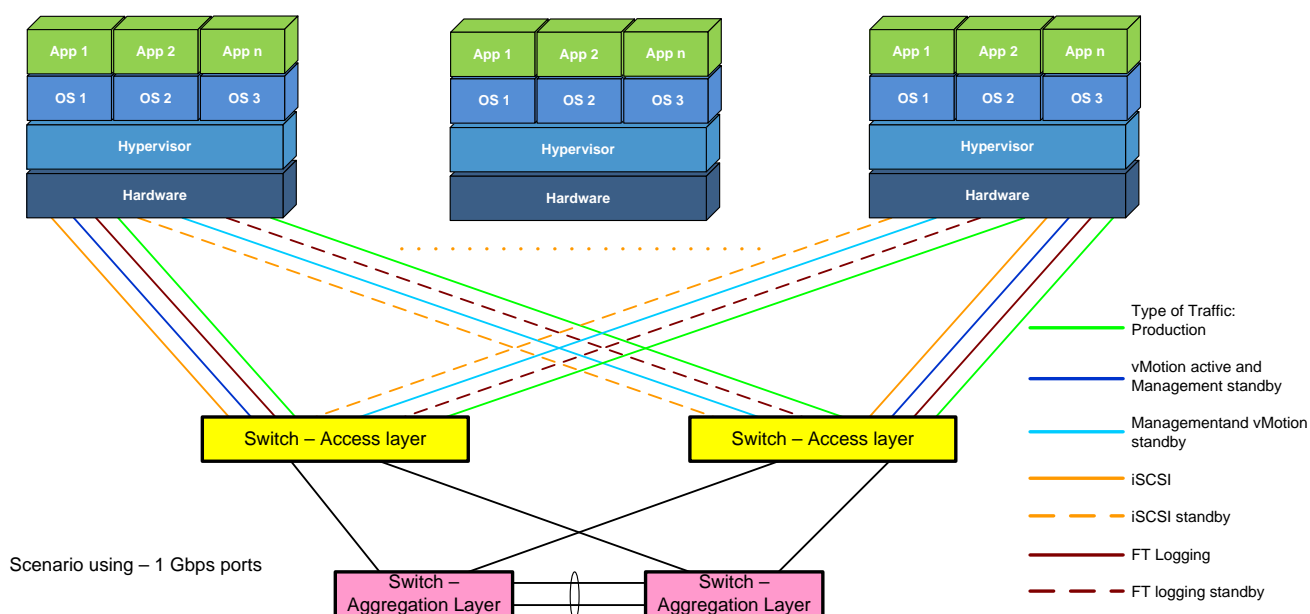 App 1 App 2 App n
OS 1 OS 2 OS 3
Hypervisor
Hardware
App 1 App 2 App n
OS 1 OS 2 OS 3
Hypervisor
Hardware
App 1 App 2 App n
OS 1 OS 2 OS 3
Hypervisor
Hardware
Type of Traffic:
Production
vMotion active and
Management standby
Managementand vMotion
standby
iSCSI
iSCSI standby
FT Logging
FT logging standby
Switch – Access layer
Switch – Access layer
Scenario using – 1 Gbps ports
Switch –
Aggregation Layer
Switch –
Aggregation Layer